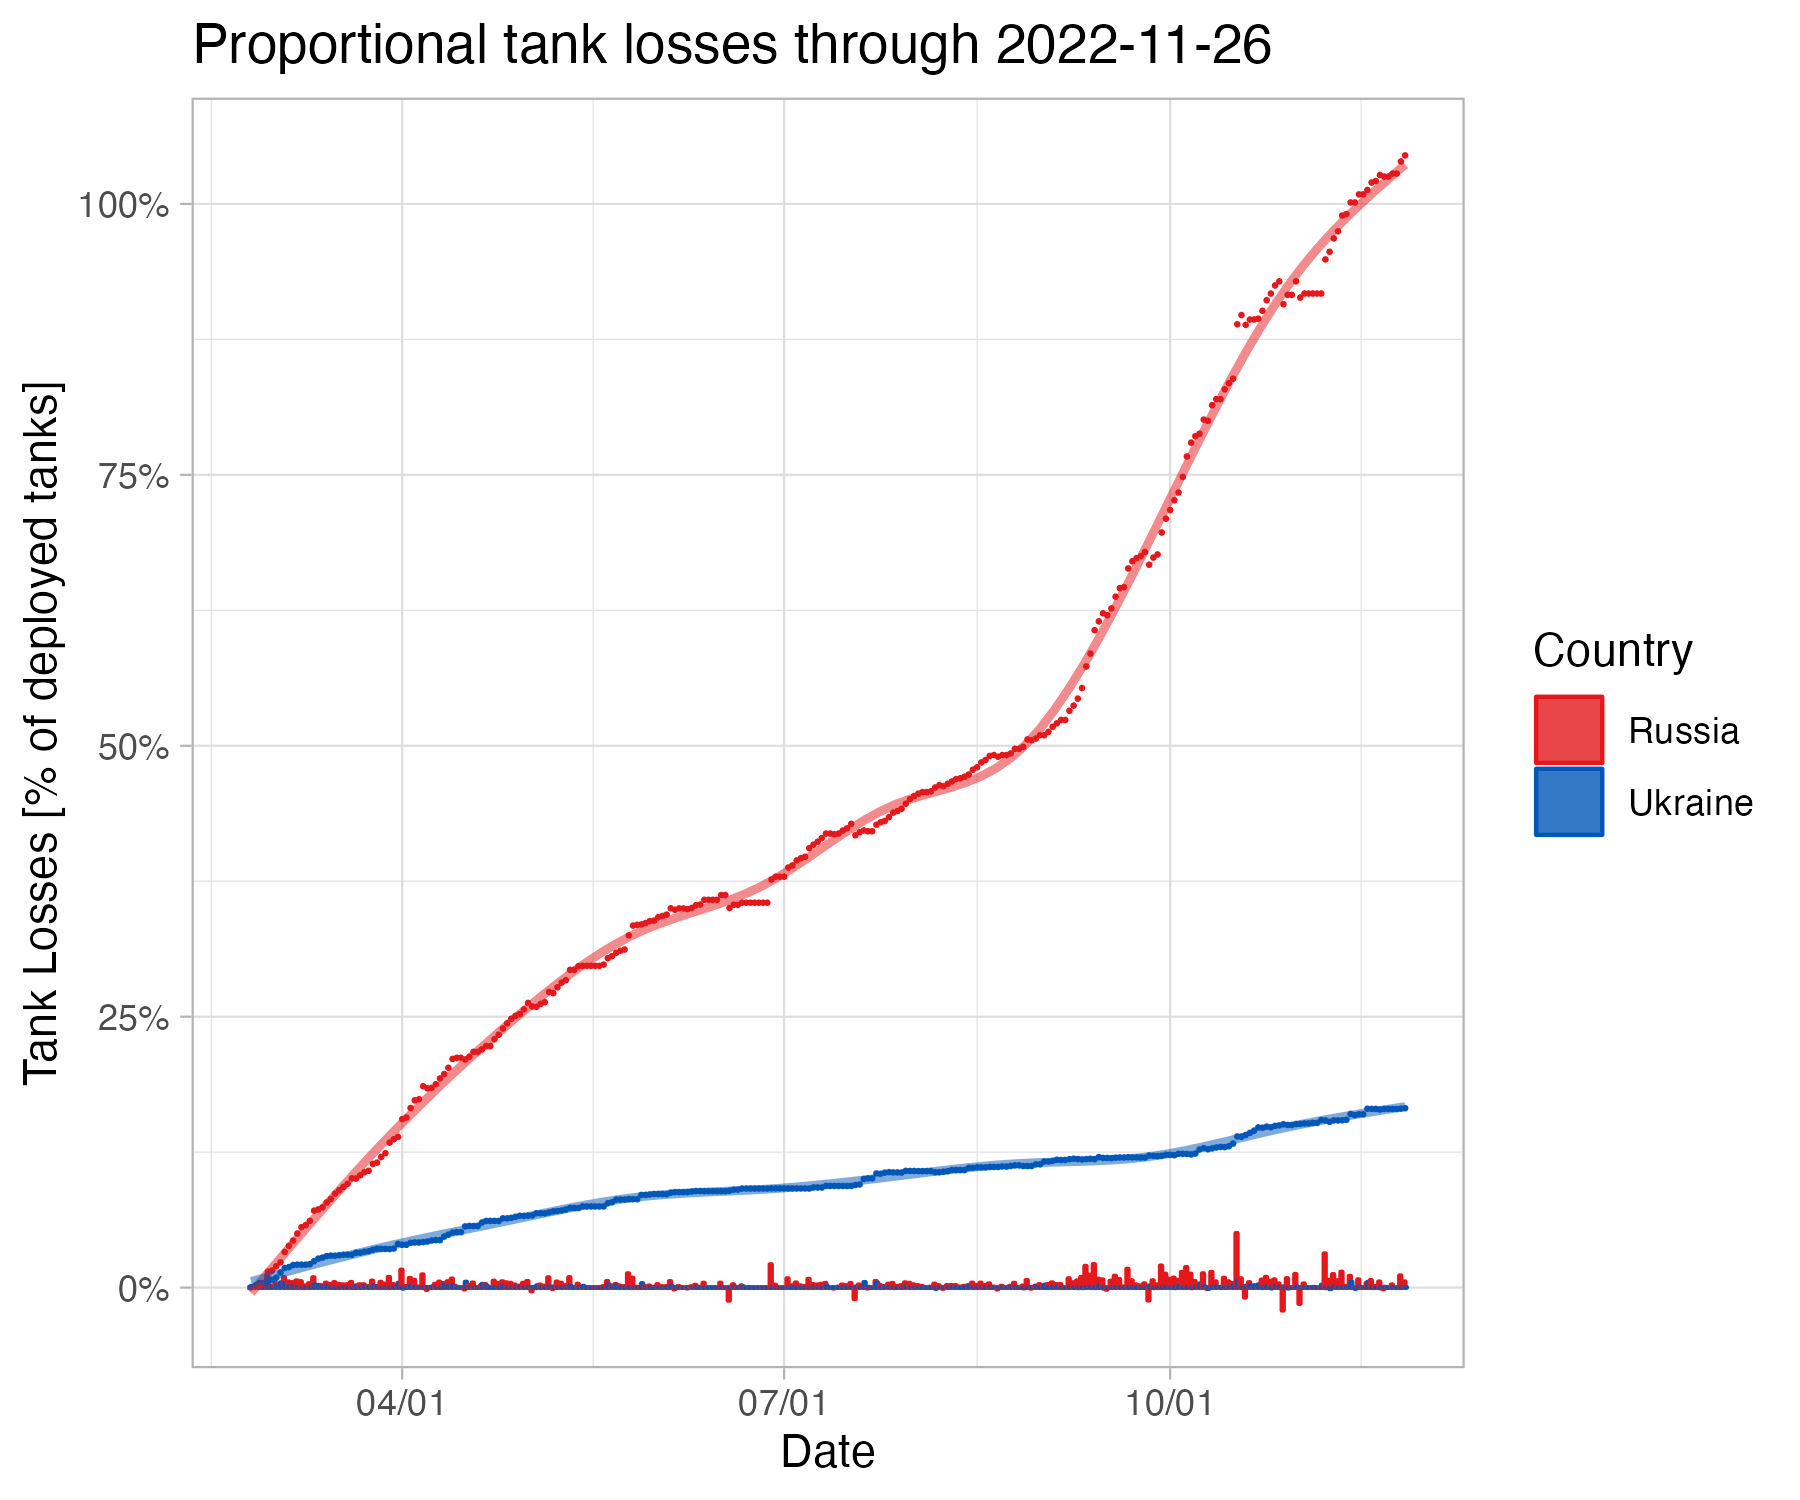 Proportional tank losses through 2022-11-26
Tank Losses [% of deployed tanks]
100%
75%
50%
25%
0%
04/01
07/01
10/01
Date
Country
Russia
Ukraine